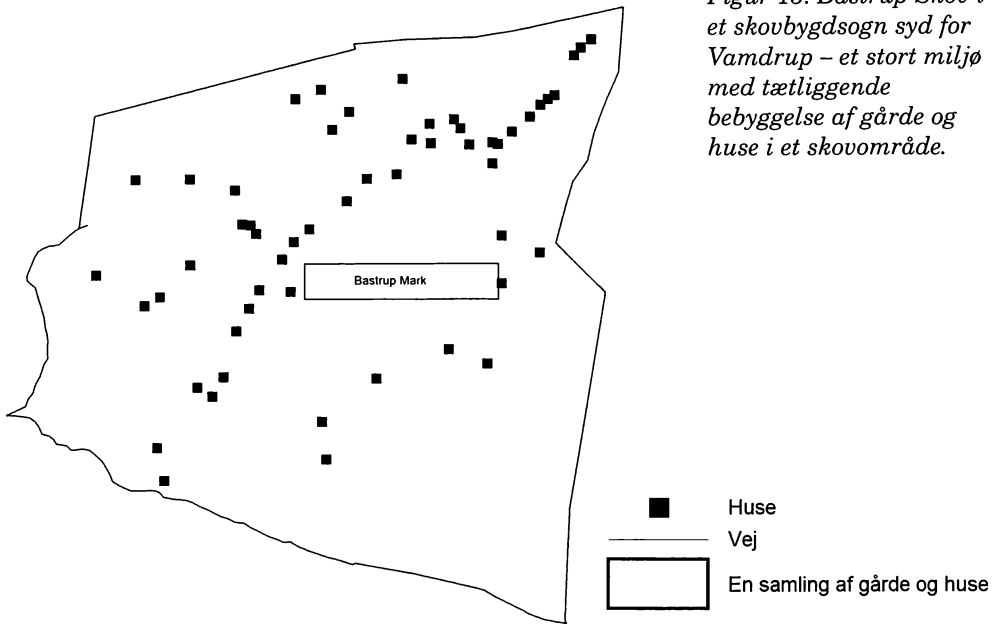 et skovbygdsogn syd for
Vamdrup – et stort miljø
med tætliggende
bebyggelse af gårde og
huse i et skovområde.
Bastrup Mark
Huse
Vej
En samling af gårde og huse